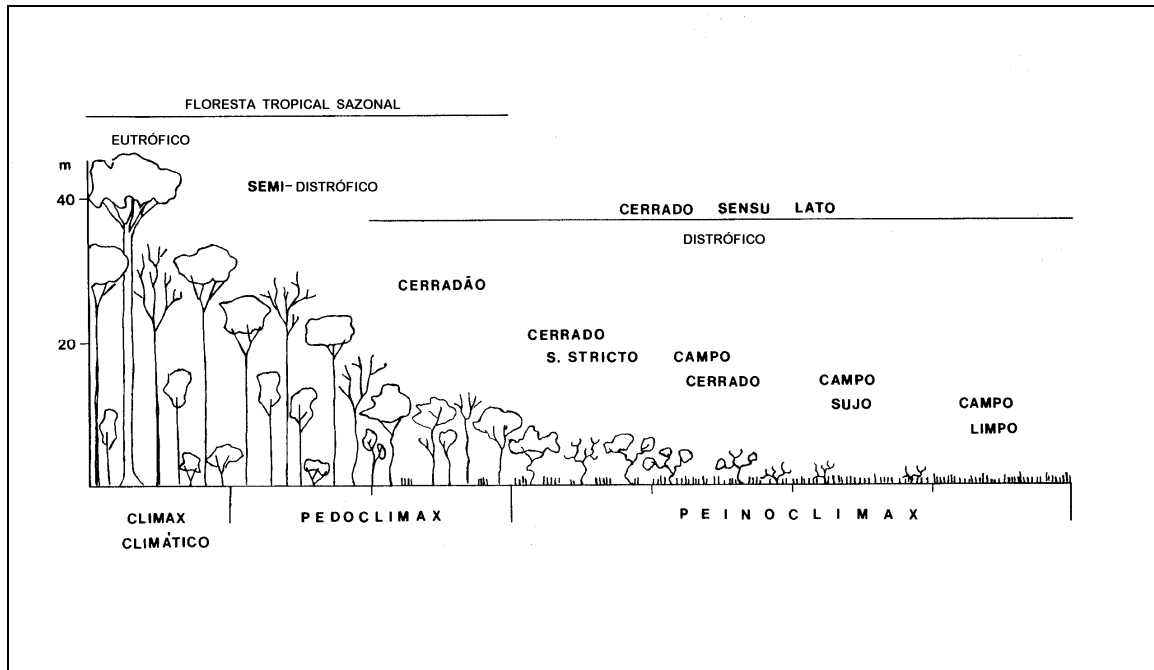 FLORESTA TROPICAL SAZONAL
EUTRÓFICO
m
SEMI-DISTRÓFICO
40
CERRADO SENSU LATO
DISTRÓFICO
CERRADÃO
CERRADO
S. STRICTO
20
CAMPO
CERRADO
CAMPO
SUJO
CAMPO
LIMPO
CLIMAX
CLIMÁTICO
PEDOCLIMAX
PEINOCLIMAX